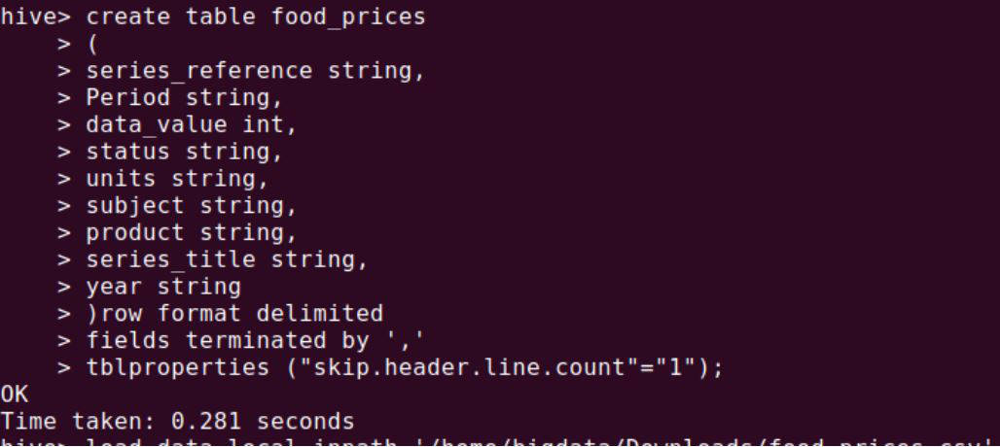 hive> create table food_prices
    > (
    > series_reference string,
    > Period string,
    > data_value int,
    > status string,
    > units string,
    > subject string,
    > product string,
    > series_title string,
    > year string
    > )row format delimited
    > fields terminated by ','
    > tblproperties ("skip.header.line.count"="1");
OK
Time taken: 0.281 seconds
hive> load data local inpath '/home/bigdata/Downloads/food_prices.csv'